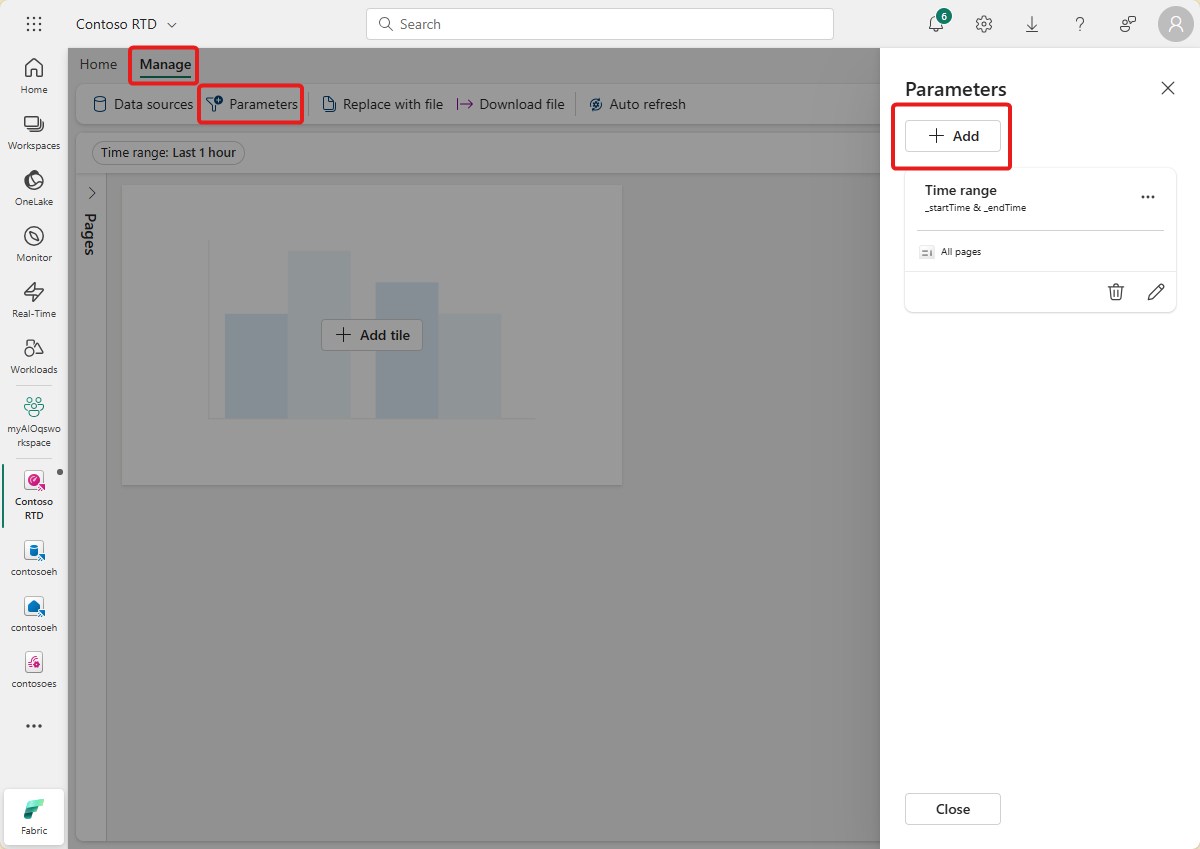 Contoso RTD
Search
6
Home
Workspaces
OneLake
Monitor
Real-Time
Workloads
myAIOqswo
rkspace
Contoso
RTD
contosoeh
contosoeh
contosoes
Fabric
Home
Manage
Data sources
Parameters
Replace with file
Download file
Auto refresh
Time range: Last 1 hour
Pages
Add tile
Parameters
Add
Time range
_startTime & _endTime
All pages
Close